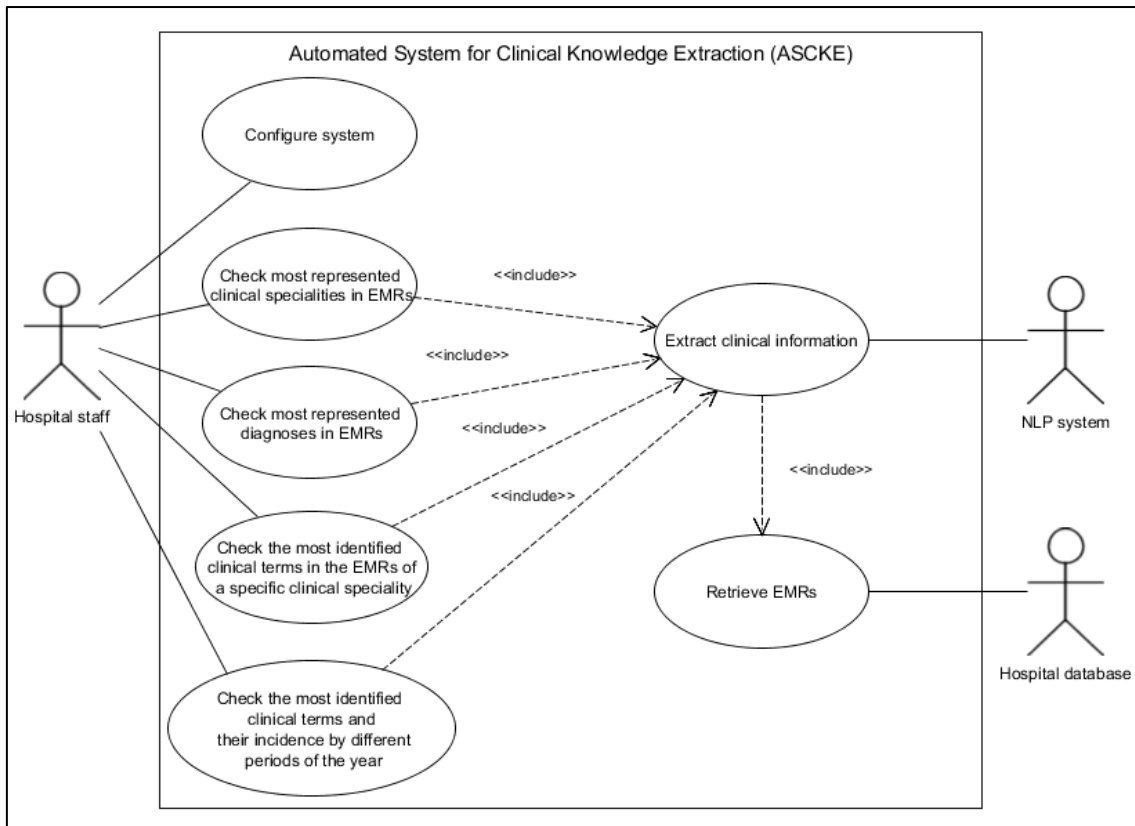 Automated System for Clinical Knowledge Extraction (ASCKE)
Configure system
Check most represented
clinical specialities in EMRs
<<include>>
Extract clinical information
<<include>>
Check most represented
diagnoses in EMRs
Hospital staff
NLP system
<<include>>
<<include>>
<<include>>
Check the most identified
clinical terms in the EMRs of
a specific clinical speciality
Retrieve EMRs
Hospital database
Check the most identified
clinical terms and
their incidence by different
periods of the year